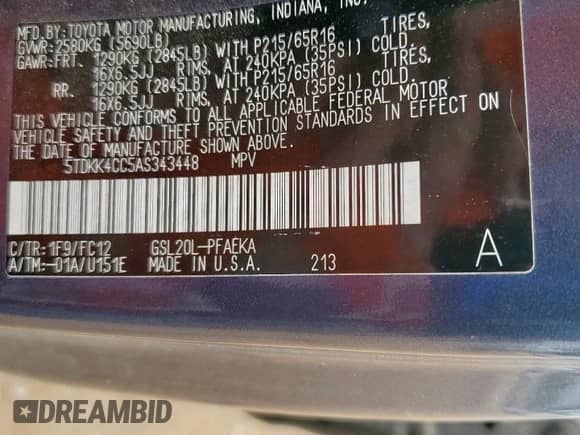 MFD.BY:TOYOTA MOTOR MANUFACTURING, INDIANA, INC.
GVWR:2580KG (5690LB)
GAWR:FRT. 1290KG (2845LB) WITH P215/65R16 TIRES,
16X6.5JJ RIMS, AT 240KPA (35PSI) COLD.
RR. 1290KG (2845LB) WITH P215/65R16 TIRES,
16X6.5JJ RIMS, AT 240KPA (35PSI) COLD.
THIS VEHICLE CONFORMS TO ALL APPLICABLE FEDERAL MOTOR
VEHICLE SAFETY AND THEFT PREVENTION STANDARDS IN EFFECT ON
THE DATE OF MANUFACTURE SHOWN ABOVE.
5TDKK4CC5AS343448 MPV
C/TR:1F9/FC12 GSL20L-PFAEKA
A/TM:-01A/U151E MADE IN U.S.A. 213
A
DREAMBID